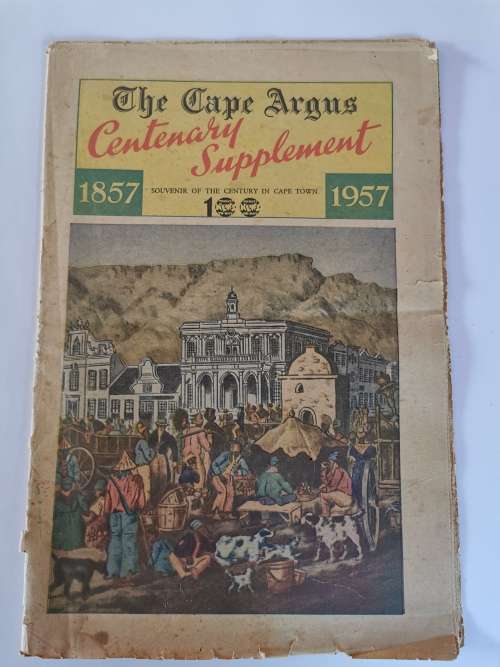 The Cape Argus
Centenary
Supplement
1857
SOUVENIR OF THE CENTURY IN CAPE TOWN
1957
100